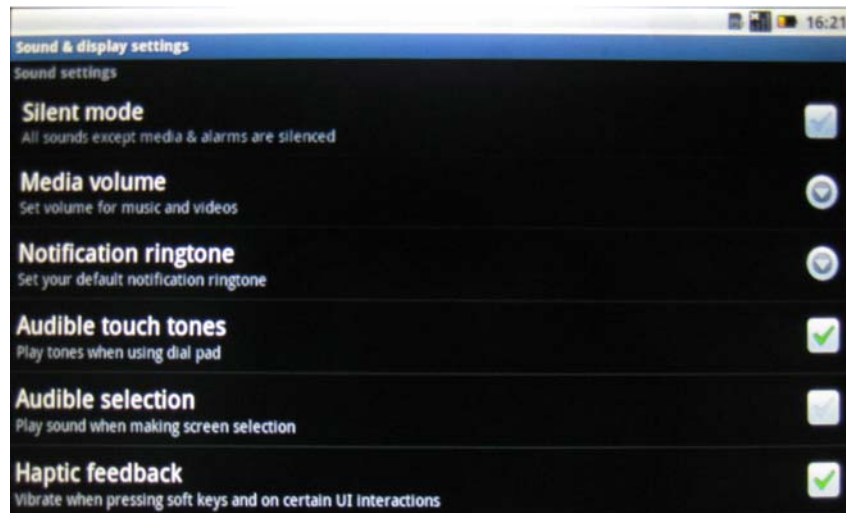 16:21
Sound & display settings
Sound settings
Silent mode
All sounds except media & alarms are silenced
Media volume
Set volume for music and videos
Notification ringtone
Set your default notification ringtone
Audible touch tones
Play tones when using dial pad
Audible selection
Play sound when making screen selection
Haptic feedback
Vibrate when pressing soft keys and on certain UI interactions